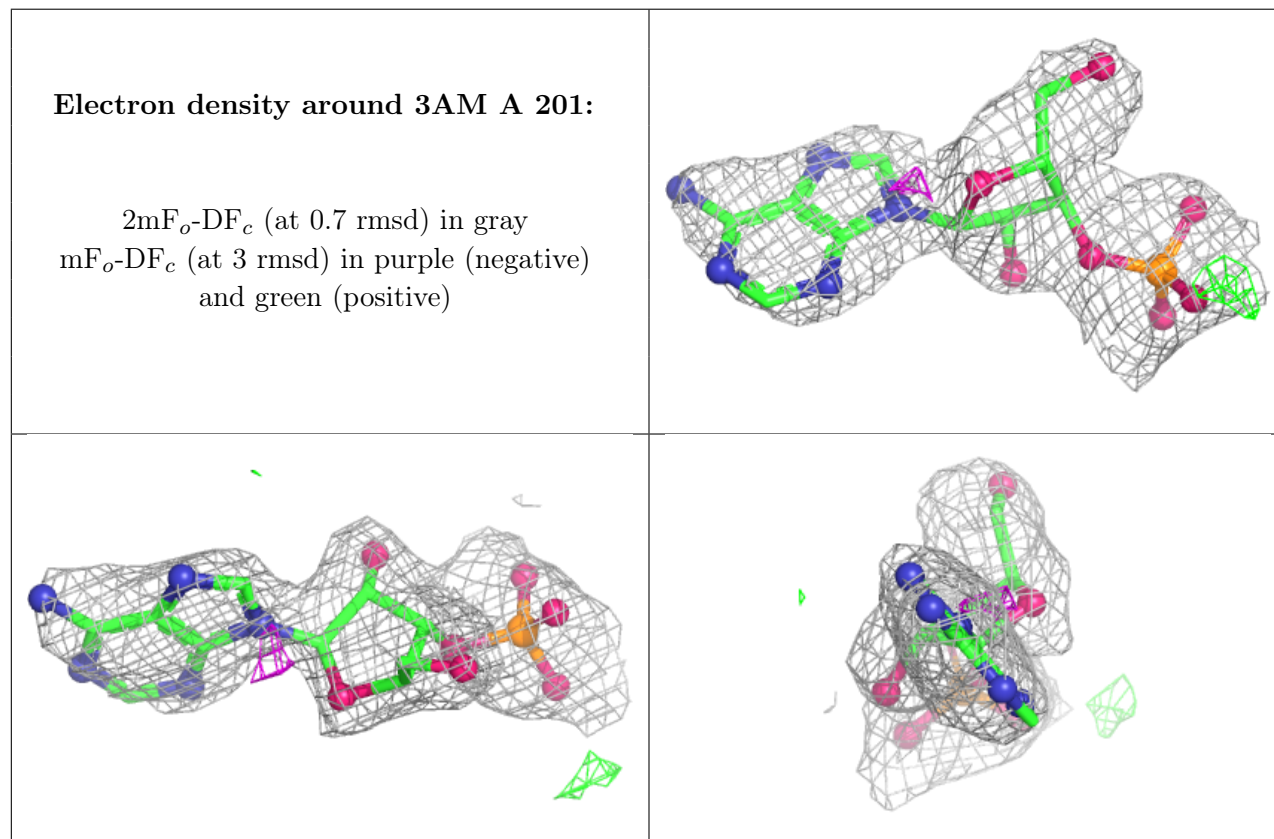 Electron density around 3AM A 201:
2mFo-DFc (at 0.7 rmsd) in gray
mFo-DFc (at 3 rmsd) in purple (negative)
and green (positive)